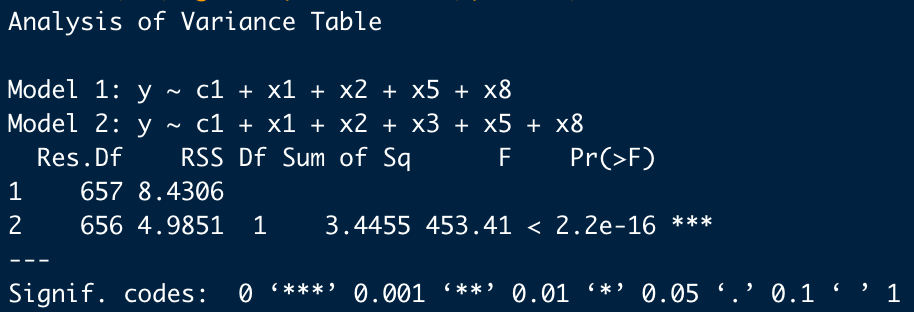 Analysis of Variance Table

Model 1: y ~ c1 + x1 + x2 + x5 + x8
Model 2: y ~ c1 + x1 + x2 + x3 + x5 + x8
  Res.Df    RSS Df Sum of Sq      F    Pr(>F)
1    657 8.4306
2    656 4.9851  1    3.4455 453.41 < 2.2e-16 ***
---
Signif. codes:  0 ‘***’ 0.001 ‘**’ 0.01 ‘*’ 0.05 ‘.’ 0.1 ‘ ’ 1